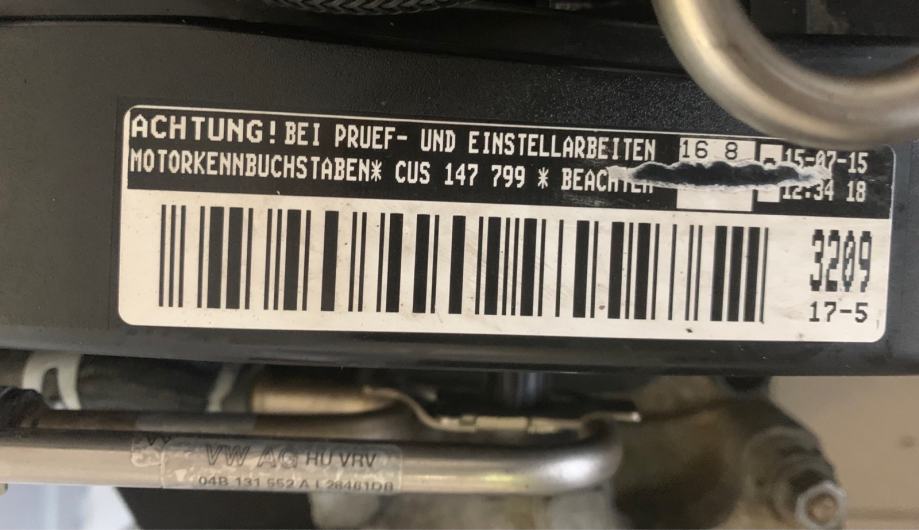 ACHTUNG! BEI PRUEF- UND EINSTELLARBEITEN 16 8 - 15-07-15
MOTORKENNBUCHSTABEN* CUS 147 799 * BEACHTEN 12:34 18
3209
17-5
VW AG HU VRV
04B 131 552 A